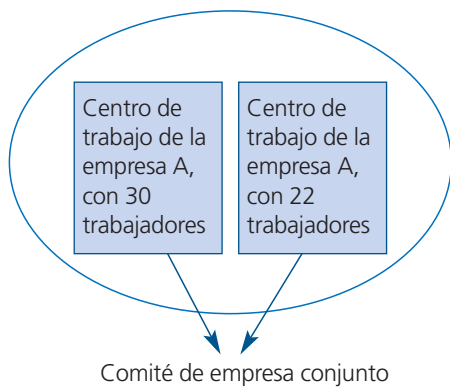 Centro de
trabajo de la
empresa A,
con 30
trabajadores
Centro de
trabajo de la
empresa A,
con 22
trabajadores
Comité de empresa conjunto